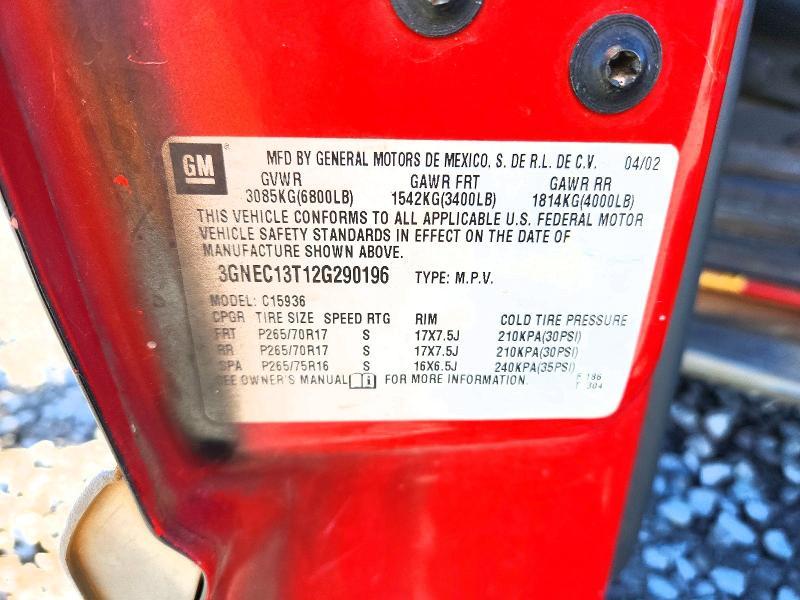 GM MFD BY GENERAL MOTORS DE MEXICO, S. DE R.L. DE C.V. 04/02
GVWR GAWR FRT GAWR RR
3085KG(6800LB) 1542KG(3400LB) 1814KG(4000LB)
THIS VEHICLE CONFORMS TO ALL APPLICABLE U.S. FEDERAL MOTOR
VEHICLE SAFETY STANDARDS IN EFFECT ON THE DATE OF
MANUFACTURE SHOWN ABOVE.
3GNEC13T12G290196 TYPE: M.P.V.
MODEL: C15936
CPGR TIRE SIZE SPEED RTG RIM COLD TIRE PRESSURE
FRT P265/70R17 S 17X7.5J 210KPA(30PSI)
RR P265/70R17 S 17X7.5J 210KPA(30PSI)
SPA P265/75R16 S 16X6.5J 240KPA(35PSI)
SEE OWNER'S MANUAL FOR MORE INFORMATION.
F 186
T 304